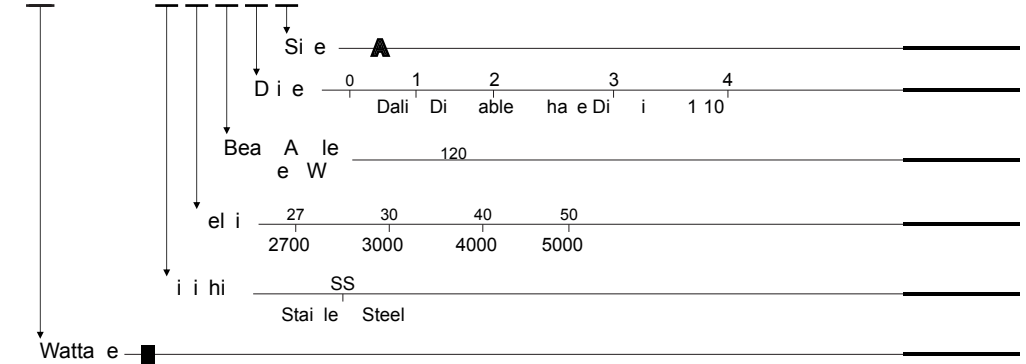 Si e A
0 1 2 3 4
D i e
Dali Di able ha e Di i 1 10
Bea A le 120
e W
27 30 40 50
el i
2700 3000 4000 5000
SS
i i hi
Stai le Steel
Watta e